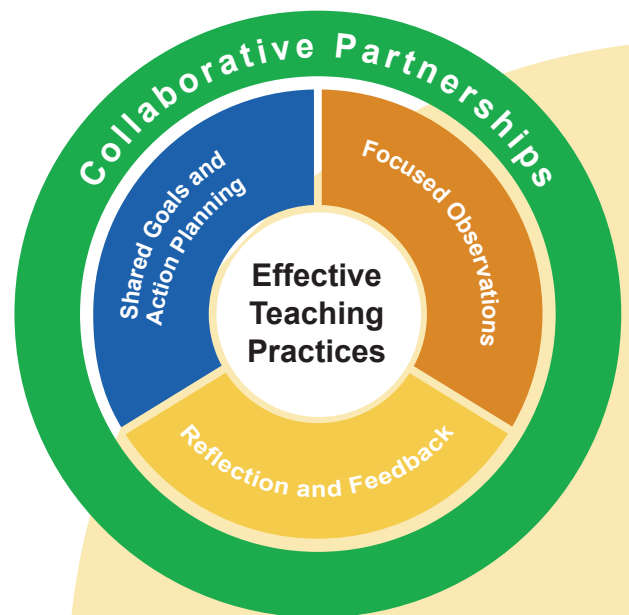 Collaborative Partnerships
Shared Goals and
Action Planning
Focused Observations
Effective
Teaching
Practices
Reflection and Feedback